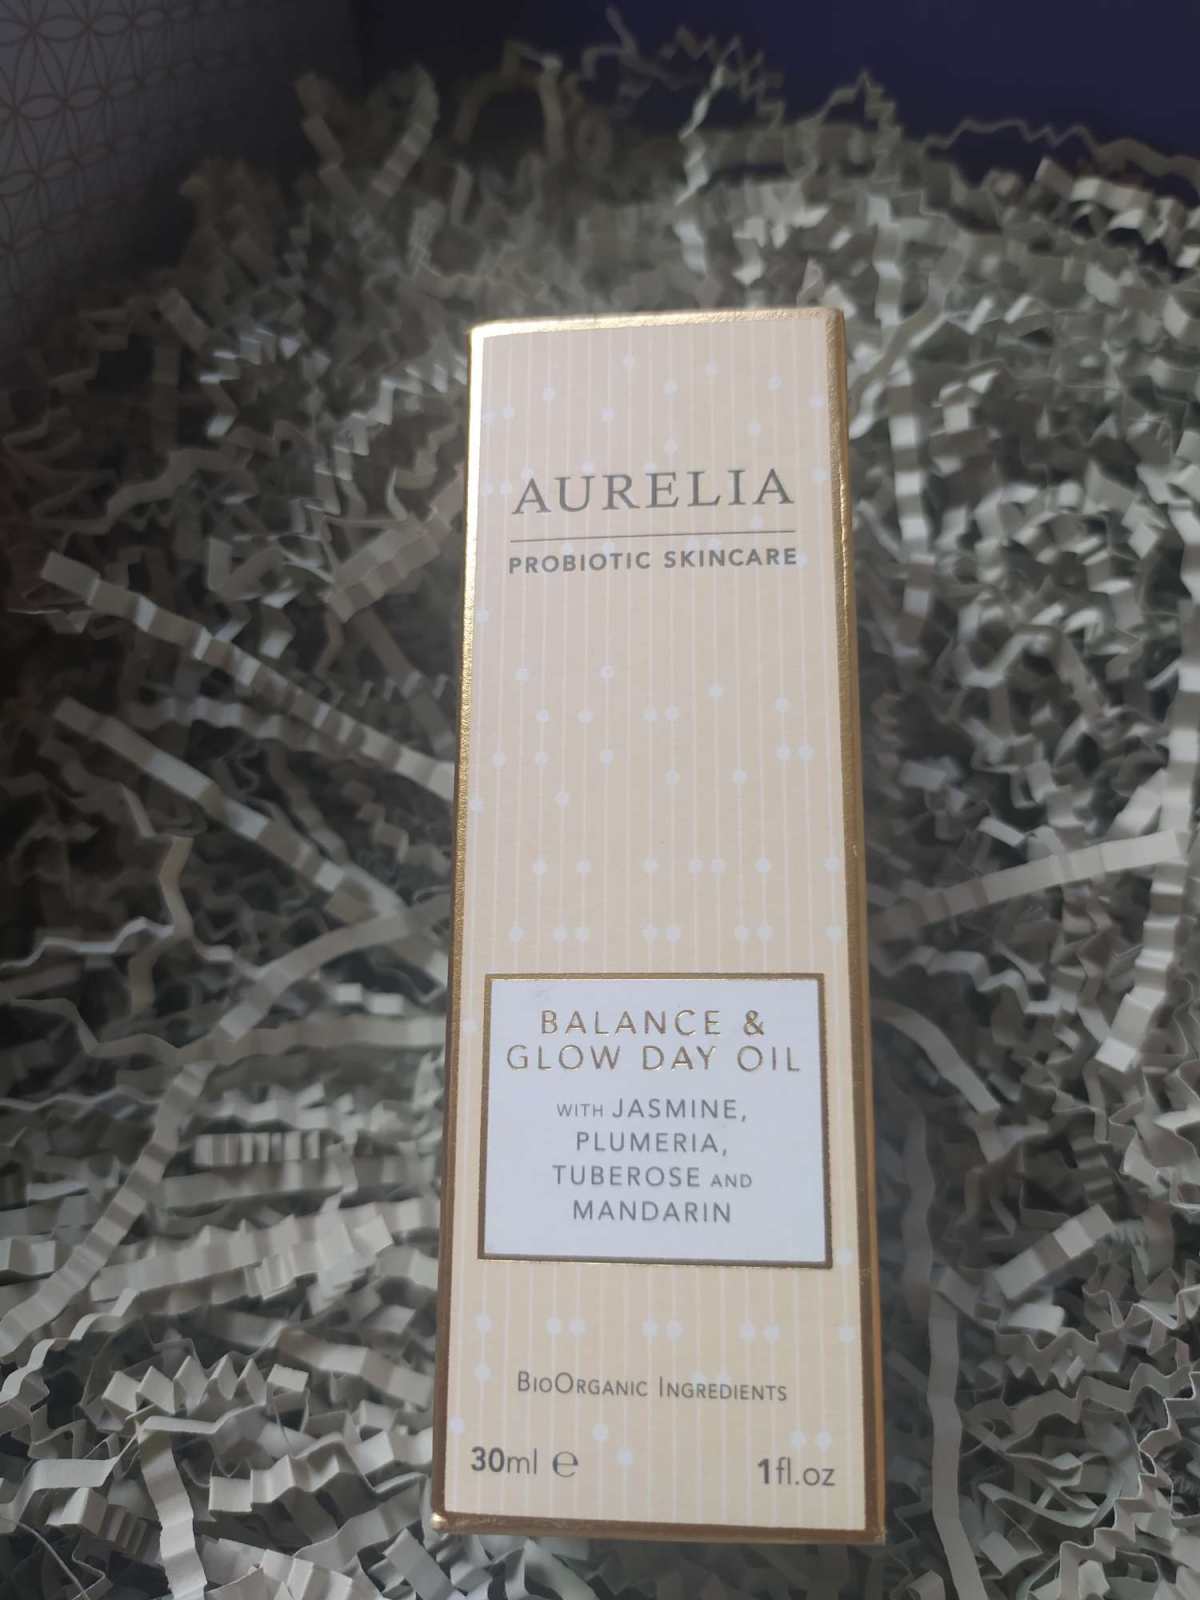 AURELIA
PROBIOTIC SKINCARE
BALANCE &
GLOW DAY OIL
WITH JASMINE,
PLUMERIA,
TUBEROSE AND
MANDARIN
BIOORGANIC INGREDIENTS
30ml ℮
1fl.oz